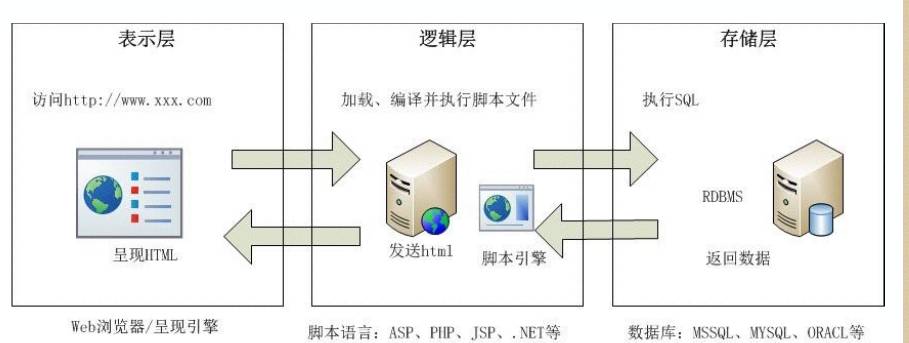 表示层
访问http://www.xxx.com
呈现HTML
Web浏览器/呈现引擎
逻辑层
加载、编译并执行脚本文件
发送html
脚本引擎
脚本语言：ASP、PHP、JSP、.NET等
存储层
执行SQL
RDBMS
返回数据
数据库：MSSQL、MYSQL、ORACL等